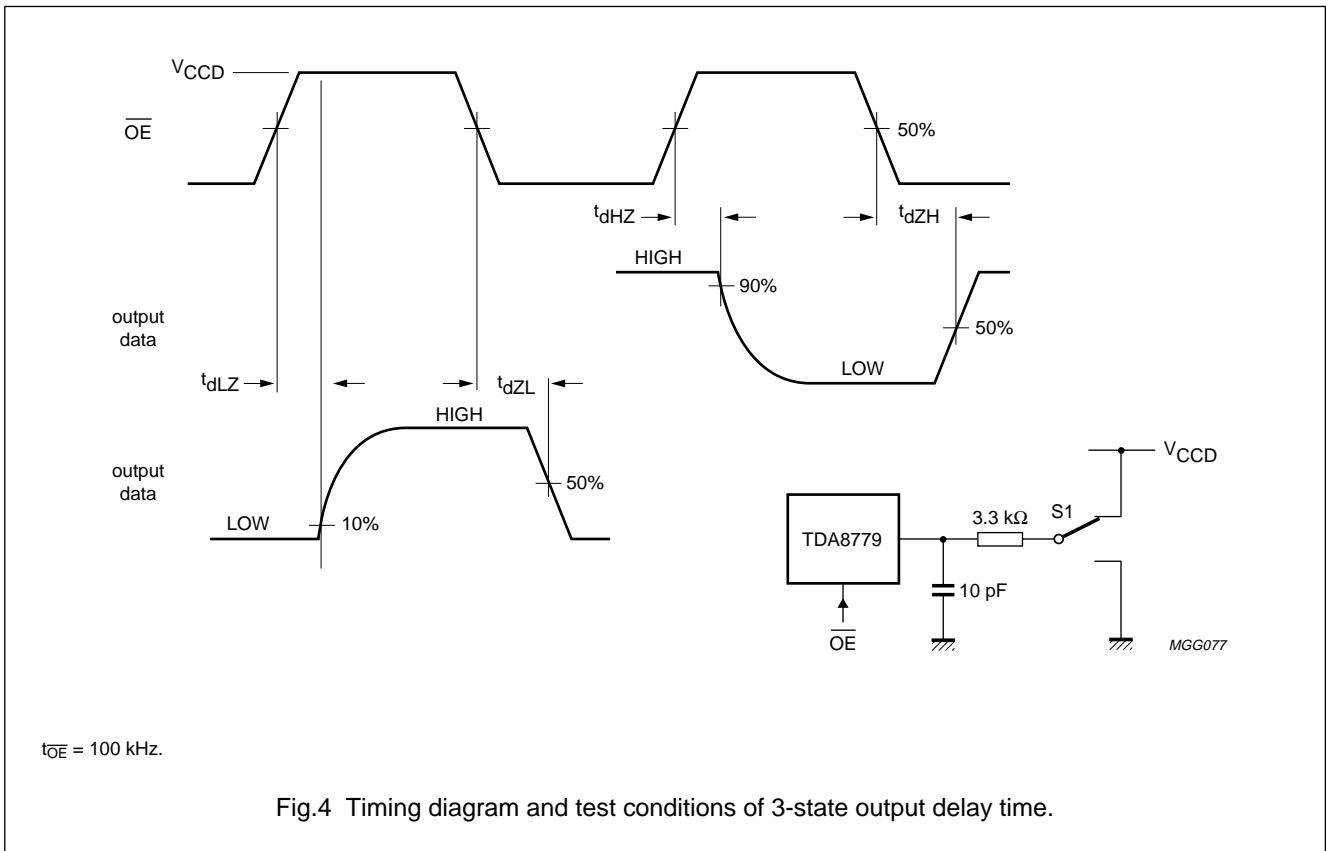 VCCD
OE
50%
tdHZ
tdZH
HIGH
90%
output
data
50%
tdLZ
tdZL
LOW
HIGH
output
data
50%
LOW
10%
VCCD
S1
3.3 kΩ
TDA8779
10 pF
OE
MGG077
tOE = 100 kHz.
Fig.4 Timing diagram and test conditions of 3-state output delay time.